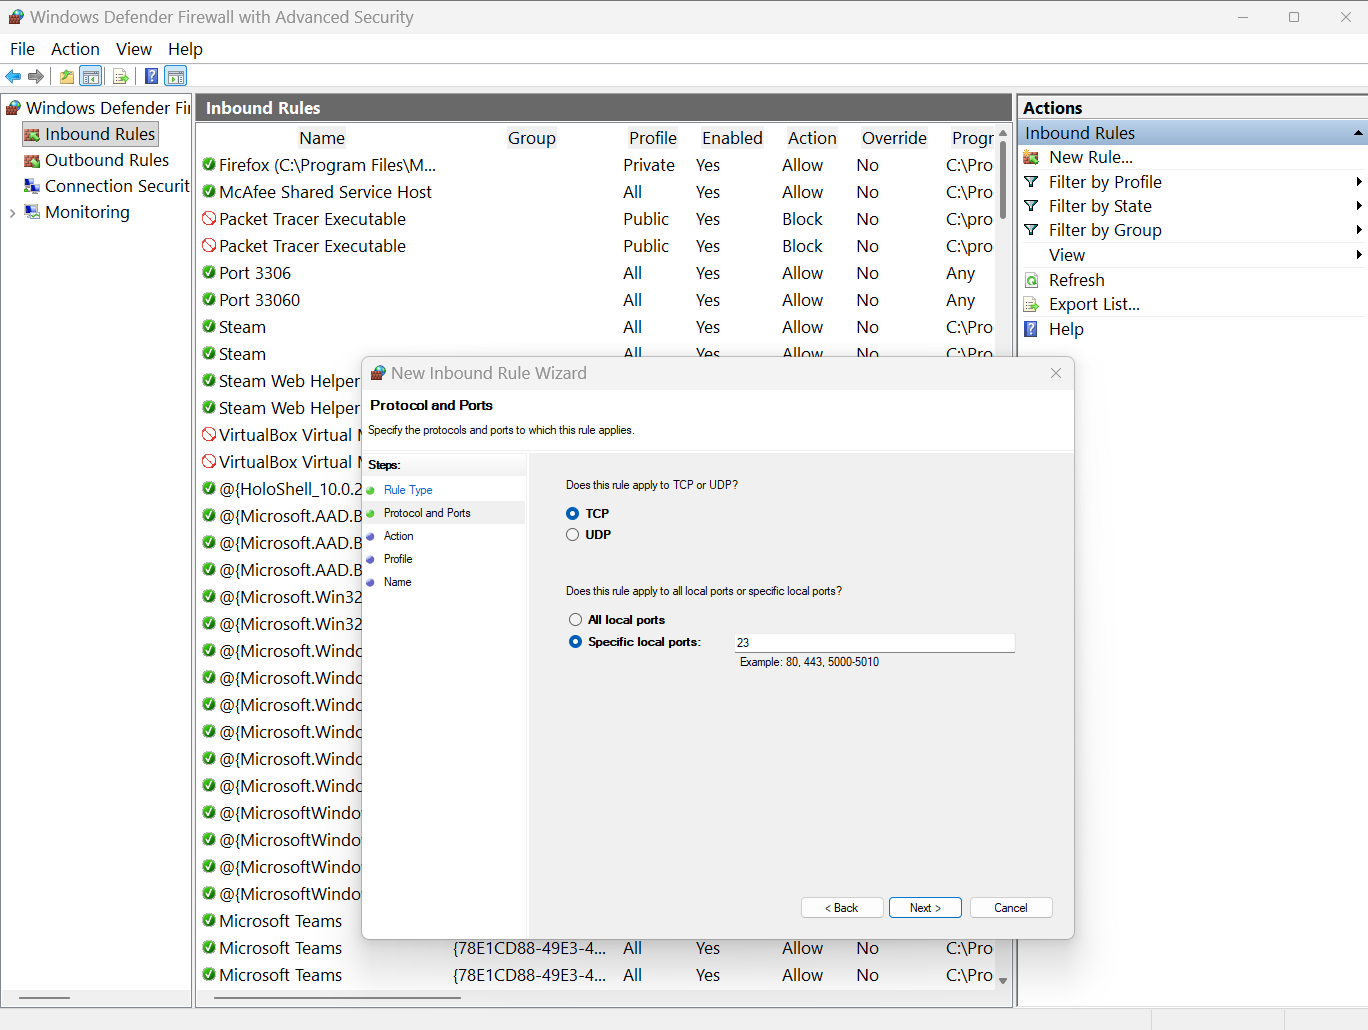 Windows Defender Firewall with Advanced Security
File Action View Help
Windows Defender Fi
Inbound Rules
Outbound Rules
Connection Securit
Monitoring
Inbound Rules
Name Group Profile Enabled Action Override Progr
Firefox (C:\Program Files\M... Private Yes Allow No C:\Pro
McAfee Shared Service Host All Yes Allow No C:\Pro
Packet Tracer Executable Public Yes Block No C:\pro
Packet Tracer Executable Public Yes Block No C:\pro
Port 3306 All Yes Allow No Any
Port 33060 All Yes Allow No Any
Steam All Yes Allow No C:\Pro
Steam All Yes Allow No C:\Pro
Steam Web Helper
Steam Web Helper
VirtualBox Virtual M
VirtualBox Virtual M
@{HoloShell_10.0.2
@{Microsoft.AAD.B
@{Microsoft.AAD.B
@{Microsoft.AAD.B
@{Microsoft.Win32
@{Microsoft.Win32
@{Microsoft.Windo
@{Microsoft.Windo
@{Microsoft.Windo
@{Microsoft.Windo
@{Microsoft.Windo
@{Microsoft.Windo
@{MicrosoftWindo
@{MicrosoftWindo
@{MicrosoftWindo
@{MicrosoftWindo
Microsoft Teams
Microsoft Teams {78E1CD88-49E3-4... All Yes Allow No C:\Pro
Microsoft Teams {78E1CD88-49E3-4... All Yes Allow No C:\Pro
Actions
Inbound Rules
New Rule...
Filter by Profile
Filter by State
Filter by Group
View
Refresh
Export List...
Help
New Inbound Rule Wizard
Protocol and Ports
Specify the protocols and ports to which this rule applies.
Steps:
Rule Type
Protocol and Ports
Action
Profile
Name
Does this rule apply to TCP or UDP?
TCP
UDP
Does this rule apply to all local ports or specific local ports?
All local ports
Specific local ports: 23
Example: 80, 443, 5000-5010
< Back Next > Cancel